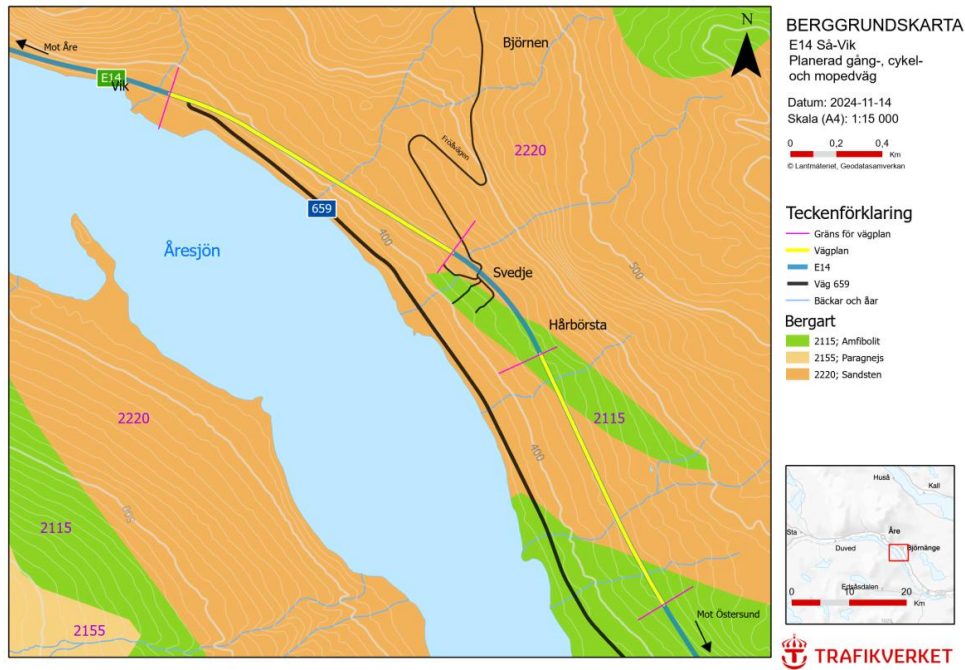 Mot Åre
E14
Vik
Björnen
N
Fröåvägen
2220
659
400
Åresjön
Svedje
500
Hårbörsta
2220
2115
400
2115
2155
Mot Östersund
BERGGRUNDSKARTA
E14 Så-Vik
Planerad gång-, cykel-
och mopedväg
Datum: 2024-11-14
Skala (A4): 1:15 000
0 0,2 0,4
Km
© Lantmäteriet, Geodatasamverkan
Teckenförklaring
Gräns för vägplan
Vägplan
E14
Väg 659
Bäckar och åar
Bergart
2115; Amfibolit
2155; Paragnejs
2220; Sandsten
Huså
Kall
Sta
Åre
Duved
Björnänge
Edsåsdalen
0 10 20
Km
TRAFIKVERKET